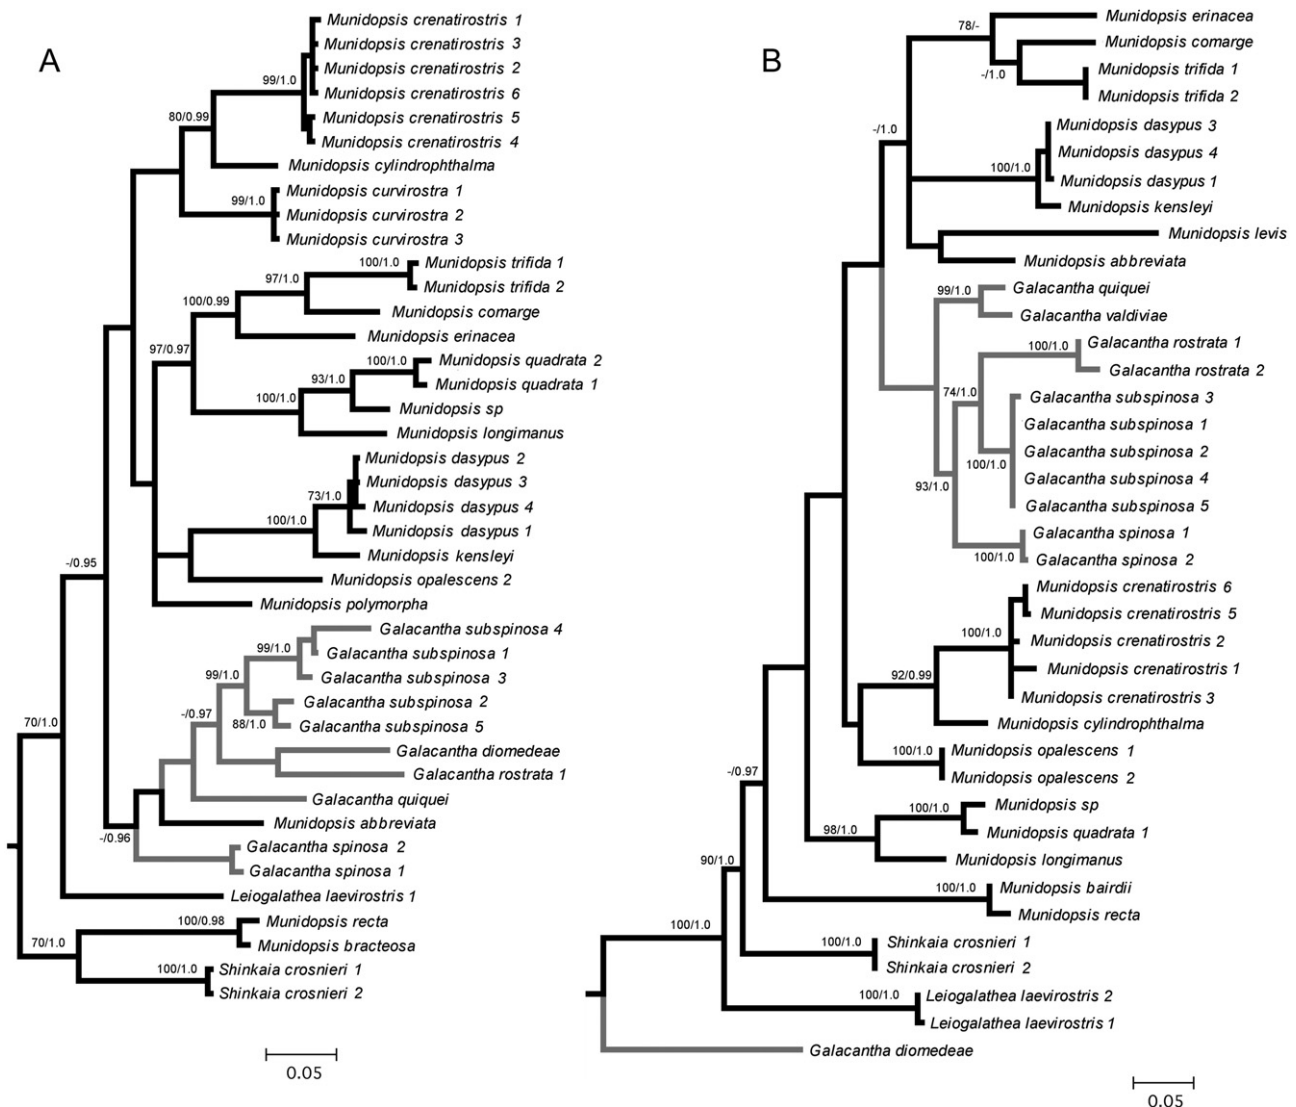 A
Munidopsis crenatirostris 1
Munidopsis crenatirostris 3
Munidopsis crenatirostris 2
99/1.0
Munidopsis crenatirostris 6
80/0.99
Munidopsis crenatirostris 5
Munidopsis crenatirostris 4
Munidopsis cylindrophthalma
Munidopsis curvirostra 1
99/1.0
Munidopsis curvirostra 2
Munidopsis curvirostra 3
100/1.0
Munidopsis trifida 1
97/1.0
Munidopsis trifida 2
100/0.99
Munidopsis comarge
Munidopsis erinacea
97/0.97
100/1.0
Munidopsis quadrata 2
93/1.0
Munidopsis quadrata 1
100/1.0
Munidopsis sp
Munidopsis longimanus
Munidopsis dasypus 2
Munidopsis dasypus 3
73/1.0
Munidopsis dasypus 4
100/1.0
Munidopsis dasypus 1
Munidopsis kensleyi
-/0.95
Munidopsis opalescens 2
Munidopsis polymorpha
Galacantha subspinosa 4
99/1.0
Galacantha subspinosa 1
99/1.0
Galacantha subspinosa 3
Galacantha subspinosa 2
-/0.97
88/1.0
Galacantha subspinosa 5
70/1.0
Galacantha diomedeae
Galacantha rostrata 1
Galacantha quiquei
Munidopsis abbreviata
-/0.96
Galacantha spinosa 2
Galacantha spinosa 1
Leiogalathea laevirostris 1
100/0.98
Munidopsis recta
70/1.0
Munidopsis bracteosa
100/1.0
Shinkaia crosnieri 1
Shinkaia crosnieri 2
0.05
B
78/-
Munidopsis erinacea
Munidopsis comarge
-/1.0
Munidopsis trifida 1
Munidopsis trifida 2
-/1.0
Munidopsis dasypus 3
Munidopsis dasypus 4
100/1.0
Munidopsis dasypus 1
Munidopsis kensleyi
Munidopsis levis
Munidopsis abbreviata
99/1.0
Galacantha quiquei
Galacantha valdiviae
100/1.0
Galacantha rostrata 1
Galacantha rostrata 2
74/1.0
Galacantha subspinosa 3
Galacantha subspinosa 1
Galacantha subspinosa 2
100/1.0
Galacantha subspinosa 4
93/1.0
Galacantha subspinosa 5
Galacantha spinosa 1
100/1.0
Galacantha spinosa 2
Munidopsis crenatirostris 6
Munidopsis crenatirostris 5
100/1.0
Munidopsis crenatirostris 2
92/0.99
Munidopsis crenatirostris 1
Munidopsis crenatirostris 3
Munidopsis cylindrophthalma
100/1.0
Munidopsis opalescens 1
Munidopsis opalescens 2
-/0.97
100/1.0
Munidopsis sp
98/1.0
Munidopsis quadrata 1
Munidopsis longimanus
90/1.0
100/1.0
Munidopsis bairdii
Munidopsis recta
100/1.0
100/1.0
Shinkaia crosnieri 1
Shinkaia crosnieri 2
100/1.0
Leiogalathea laevirostris 2
Leiogalathea laevirostris 1
Galacantha diomedeae
0.05